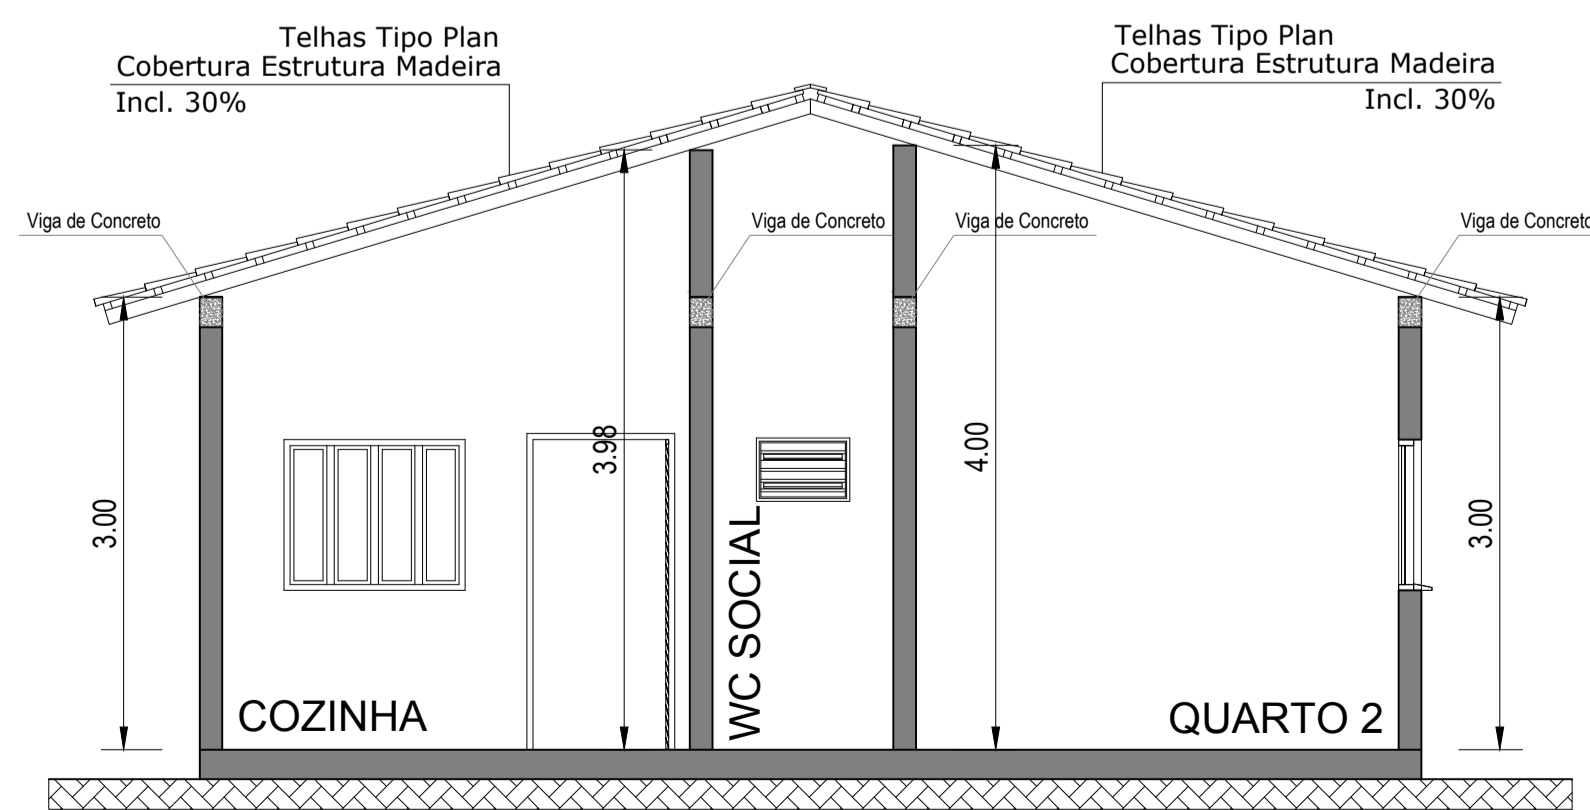 Telhas Tipo Plan
Cobertura Estrutura Madeira
Incl. 30%
Telhas Tipo Plan
Cobertura Estrutura Madeira
Incl. 30%
Viga de Concreto
Viga de Concreto
Viga de Concreto
Viga de Concreto
3.00
3.98
4.00
3.00
COZINHA
WC SOCIAL
QUARTO 2